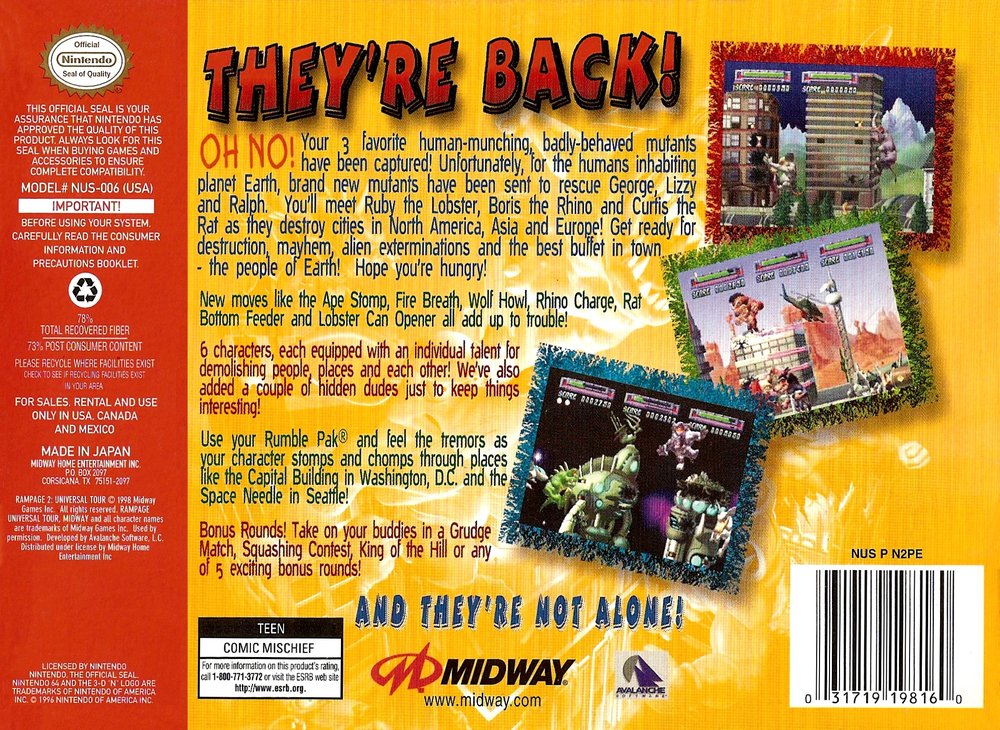 Official
Nintendo
Seal of Quality
THIS OFFICIAL SEAL IS YOUR
ASSURANCE THAT NINTENDO HAS
APPROVED THE QUALITY OF THIS
PRODUCT. ALWAYS LOOK FOR THIS
SEAL WHEN BUYING GAMES AND
ACCESSORIES TO ENSURE
COMPLETE COMPATIBILITY.
MODEL# NUS-006 (USA)
IMPORTANT!
BEFORE USING YOUR SYSTEM,
CAREFULLY READ THE CONSUMER
INFORMATION AND
PRECAUTIONS BOOKLET.
78%
TOTAL RECOVERED FIBER
73% POST CONSUMER CONTENT
PLEASE RECYCLE WHERE FACILITIES EXIST
CHECK TO SEE IF RECYCLING FACILITIES EXIST
IN YOUR AREA
FOR SALES, RENTAL AND USE
ONLY IN USA, CANADA
AND MEXICO
MADE IN JAPAN
MIDWAY HOME ENTERTAINMENT INC.
P.O. BOX 2097
CORSICANA, TX 75151-2097
RAMPAGE 2: UNIVERSAL TOUR © 1998 Midway
Games Inc. All rights reserved. RAMPAGE
UNIVERSAL TOUR, MIDWAY and all character names
are trademarks of Midway Games Inc. Used by
permission. Developed by Avalanche Software, L.C.
Distributed under license by Midway Home
Entertainment Inc
LICENSED BY NINTENDO
NINTENDO, THE OFFICIAL SEAL,
NINTENDO 64 AND THE 3-D "N" LOGO ARE
TRADEMARKS OF NINTENDO OF AMERICA
INC. © 1996 NINTENDO OF AMERICA INC.
THEY'RE BACK!
OH NO! Your 3 favorite human-munching, badly-behaved mutants
have been captured! Unfortunately, for the humans inhabiting
planet Earth, brand new mutants have been sent to rescue George, Lizzy
and Ralph. You'll meet Ruby the Lobster, Boris the Rhino and Curtis the
Rat as they destroy cities in North America, Asia and Europe! Get ready for
destruction, mayhem, alien exterminations and the best buffet in town
- the people of Earth! Hope you're hungry!
New moves like the Ape Stomp, Fire Breath, Wolf Howl, Rhino Charge, Rat
Bottom Feeder and Lobster Can Opener all add up to trouble!
6 characters, each equipped with an individual talent for
demolishing people, places and each other! We've also
added a couple of hidden dudes just to keep things
interesting!
Use your Rumble Pak® and feel the tremors as
your character stomps and chomps through places
like the Capital Building in Washington, D.C. and the
Space Needle in Seattle!
Bonus Rounds! Take on your buddies in a Grudge
Match, Squashing Contest, King of the Hill or any
of 5 exciting bonus rounds!
AND THEY'RE NOT ALONE!
TEEN
COMIC MISCHIEF
For more information on this product's rating,
call 1-800-771-3772 or visit the ESRB web site
http://www.esrb.org.
MIDWAY®
www.midway.com
AVALANCHE
SOFTWARE
SCORE SCORE
SCORE SCORE SCORE
SCORE SCORE SCORE
NUS P N2PE
0 31719 19816 0